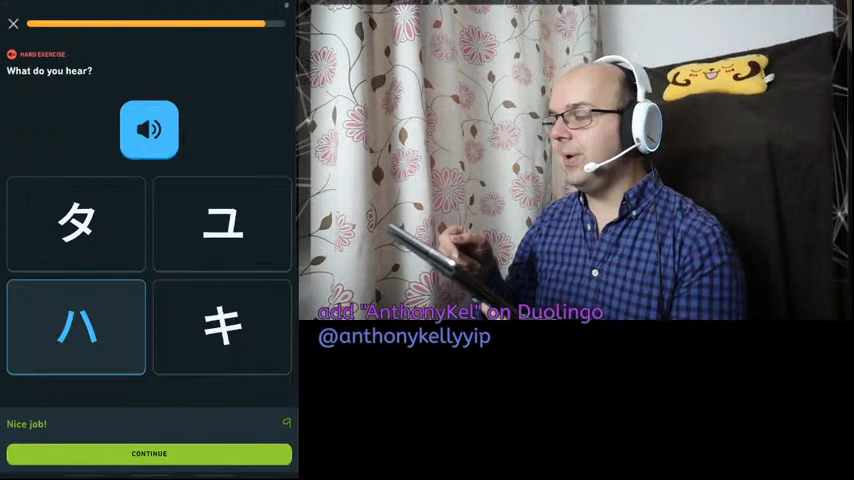 HARD EXERCISE
What do you hear?
タ
ユ
ハ
キ
add "AnthonyKel" on Duolingo
@anthonykellyyip
Nice job!
CONTINUE